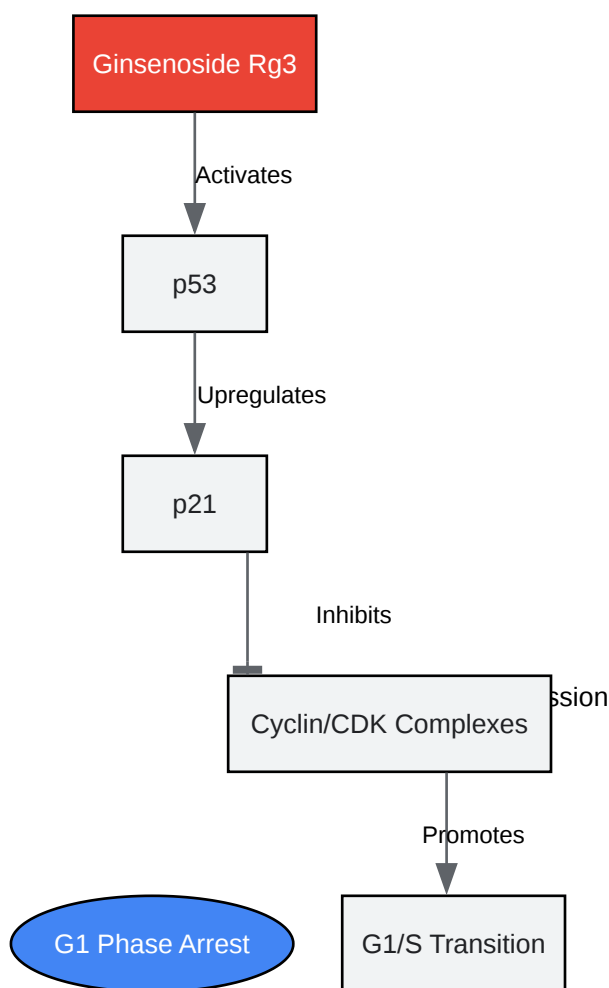 Ginsenoside Rg3
Activates
p53
Upregulates
p21
Inhibits
Cyclin/CDK Complexes
G1 Phase Arrest
Promotes
G1/S Transition